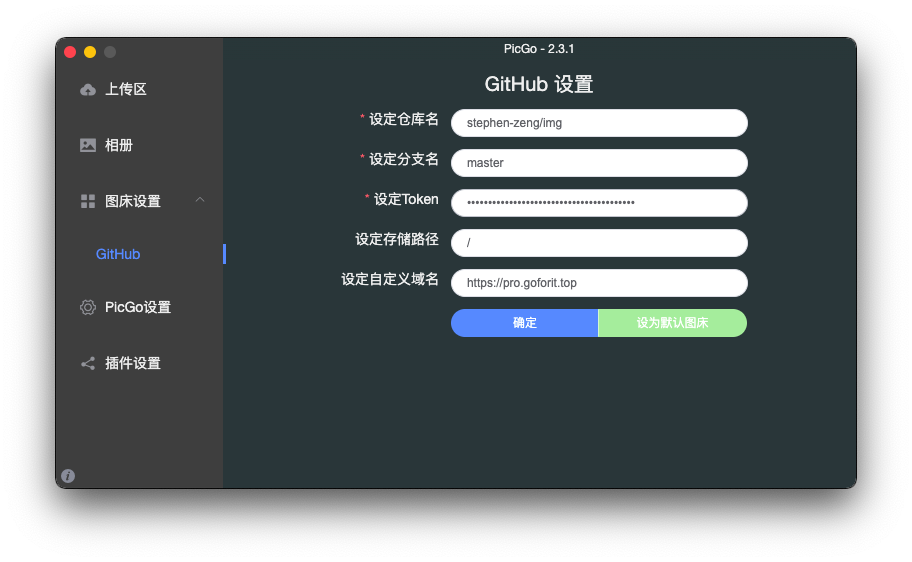 PicGo - 2.3.1
上传区
相册
图床设置
GitHub
PicGo设置
插件设置
GitHub 设置
* 设定仓库名
stephen-zeng/img
* 设定分支名
master
* 设定Token
••••••••••••••••••••••••••••••••••••••••
设定存储路径
/
设定自定义域名
https://pro.goforit.top
确定
设为默认图床